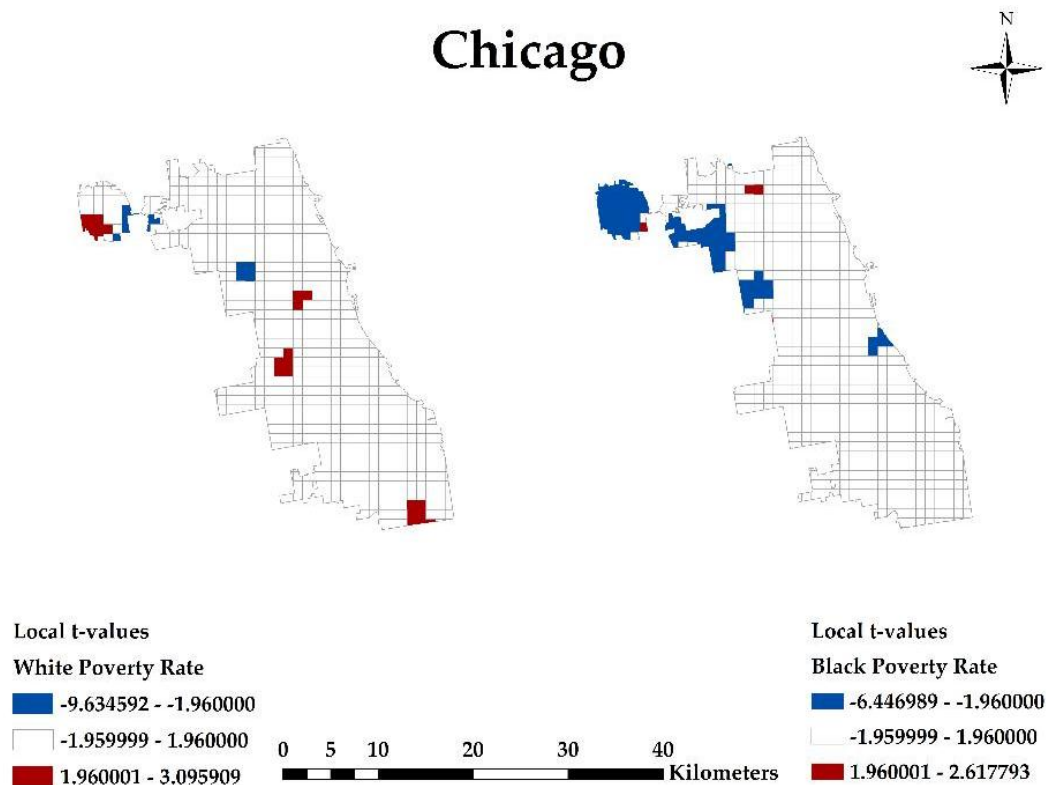 Chicago
N
Local t-values
White Poverty Rate
-9.634592 - -1.960000
-1.959999 - 1.960000
1.960001 - 3.095909
0 5 10 20 30 40
Kilometers
Local t-values
Black Poverty Rate
-6.446989 - -1.960000
-1.959999 - 1.960000
1.960001 - 2.617793